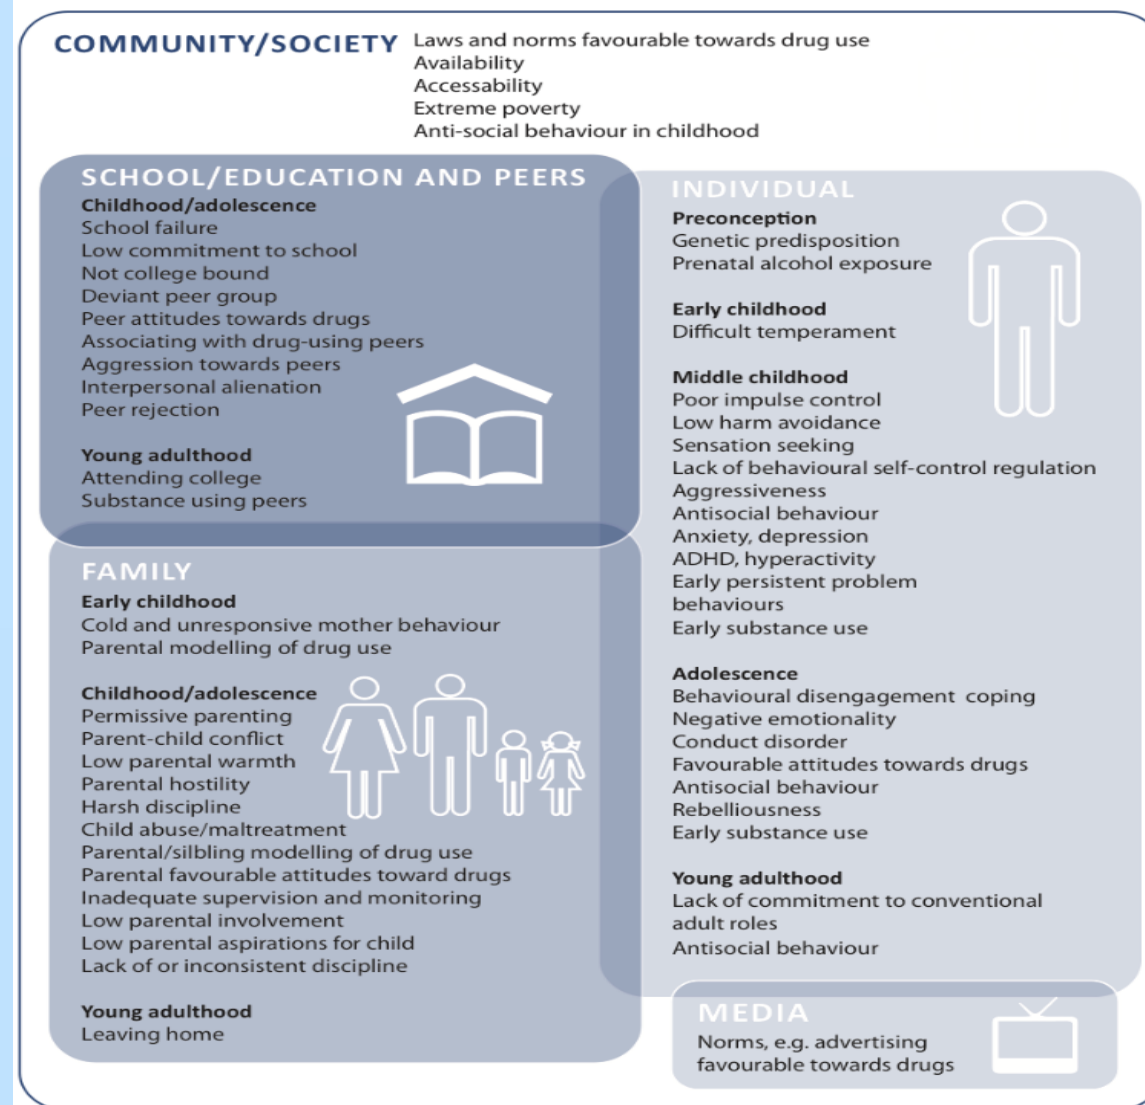 COMMUNITY/SOCIETY
Laws and norms favourable towards drug use
Availability
Accessability
Extreme poverty
Anti-social behaviour in childhood
SCHOOL/EDUCATION AND PEERS
Childhood/adolescence
School failure
Low commitment to school
Not college bound
Deviant peer group
Peer attitudes towards drugs
Associating with drug-using peers
Aggression towards peers
Interpersonal alienation
Peer rejection
Young adulthood
Attending college
Substance using peers
FAMILY
Early childhood
Cold and unresponsive mother behaviour
Parental modelling of drug use
Childhood/adolescence
Permissive parenting
Parent-child conflict
Low parental warmth
Parental hostility
Harsh discipline
Child abuse/maltreatment
Parental/silbling modelling of drug use
Parental favourable attitudes toward drugs
Inadequate supervision and monitoring
Low parental involvement
Low parental aspirations for child
Lack of or inconsistent discipline
Young adulthood
Leaving home
INDIVIDUAL
Preconception
Genetic predisposition
Prenatal alcohol exposure
Early childhood
Difficult temperament
Middle childhood
Poor impulse control
Low harm avoidance
Sensation seeking
Lack of behavioural self-control regulation
Aggressiveness
Antisocial behaviour
Anxiety, depression
ADHD, hyperactivity
Early persistent problem
behaviours
Early substance use
Adolescence
Behavioural disengagement coping
Negative emotionality
Conduct disorder
Favourable attitudes towards drugs
Antisocial behaviour
Rebelliousness
Early substance use
Young adulthood
Lack of commitment to conventional
adult roles
Antisocial behaviour
MEDIA
Norms, e.g. advertising
favourable towards drugs